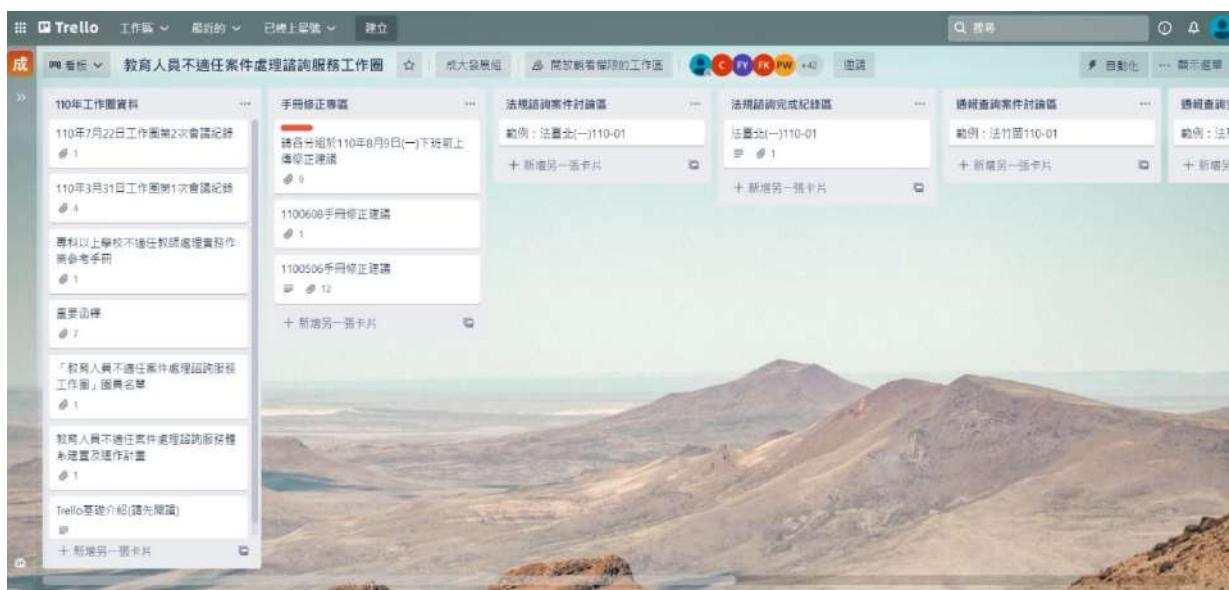 Trello
工作區
最近的
已標上星號
建立
搜尋
成
看板
教育人員不適任案件處理諮詢服務工作圈
成大發展組
開放觀看權限的工作區
C
FY
FK
PW
+42
邀請
自動化
顯示選單
110年工作圈資料
110年7月22日工作圈第2次會議紀錄
1
110年3月31日工作圈第1次會議紀錄
4
專科以上學校不適任教師處理實務作
業參考手冊
1
重要函釋
7
「教育人員不適任案件處理諮詢服務
工作圈」圈員名單
1
教育人員不適任案件處理諮詢服務體
系建置及運作計畫
1
Trello基礎介紹(請先閱讀)
+ 新增另一張卡片
手冊修正專區
請各分組於110年8月9日(一)下班前上
傳修正建議
9
1100608手冊修正建議
1
1100506手冊修正建議
12
+ 新增另一張卡片
法規諮詢案件討論區
範例：法臺北(一)110-01
+ 新增另一張卡片
法規諮詢完成紀錄區
法臺北(一)110-01
1
+ 新增另一張卡片
通報查詢案件討論區
範例：法竹苗110-01
+ 新增另一張卡片
通報查詢
範例：法
+ 新增另